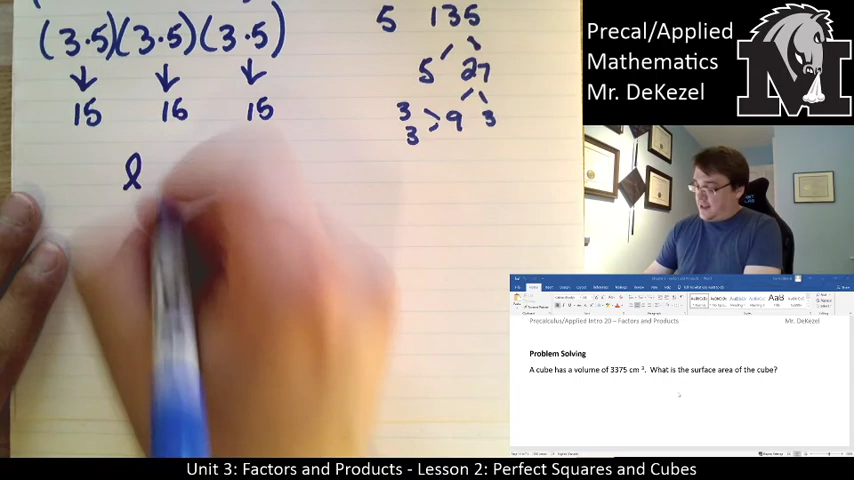 (3·5)(3·5)(3·5)
15 16 15
l
5 135
5 27
3 9 3
3
Precal/Applied
Mathematics
Mr. DeKezel
M
Precalculus/Applied Intro 20 – Factors and Products Mr. DeKezel
Problem Solving
A cube has a volume of 3375 cm ³. What is the surface area of the cube?
Unit 3: Factors and Products - Lesson 2: Perfect Squares and Cubes